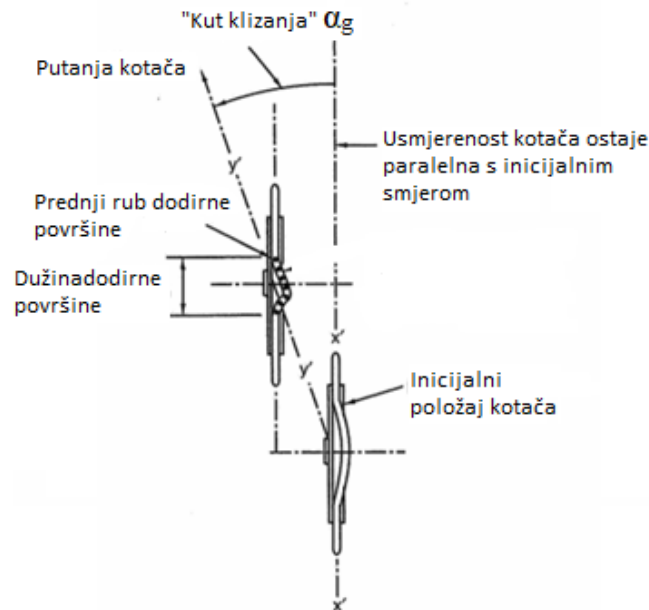 "Kut klizanja" αg
Putanja kotača
Usmjerenost kotača ostaje
paralelna s inicijalnim
smjerom
y'
Prednji rub dodirne
površine
Dužinadodirne
površine
x'
y'
Inicijalni
položaj kotača
x'